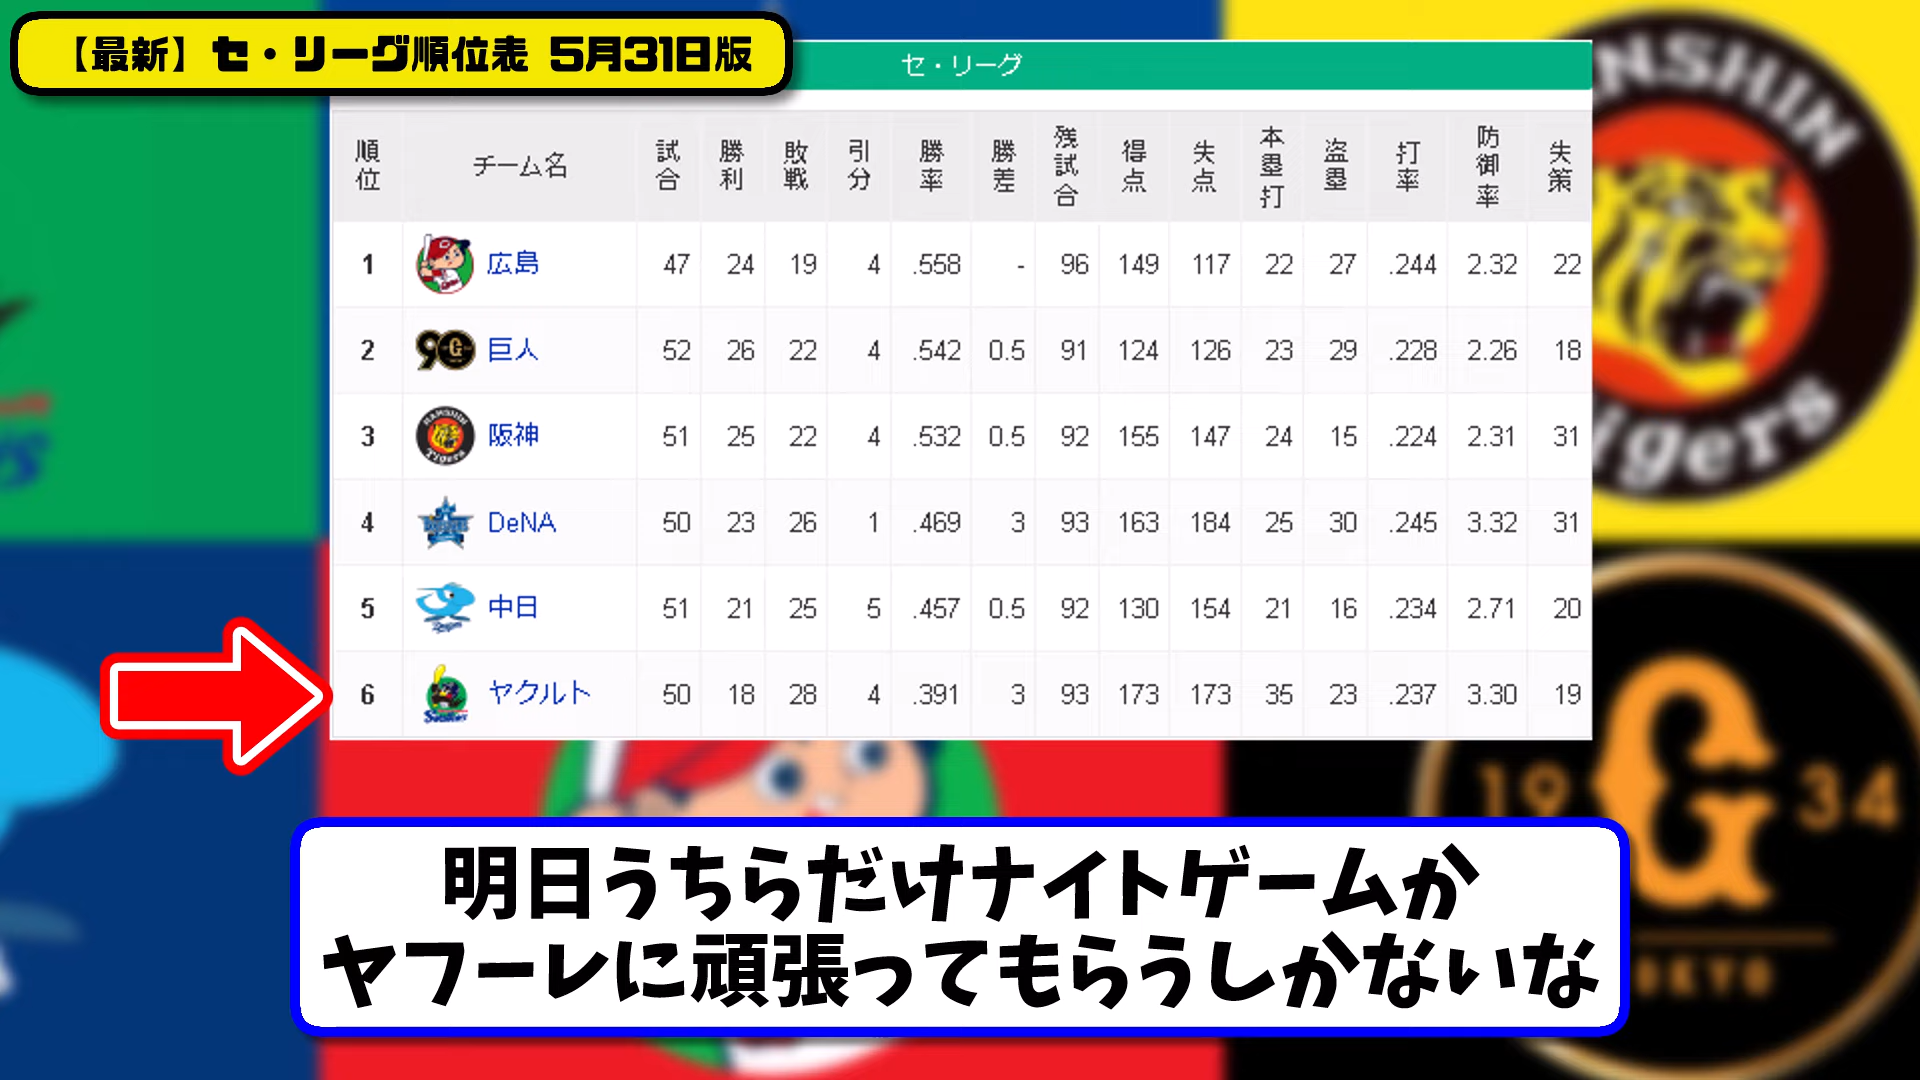 【最新】セ・リーグ順位表 5月31日版
セ・リーグ
順位 チーム名 試合 勝利 敗戦 引分 勝率 勝差 残試合 得点 失点 本塁打 盗塁 打率 防御率 失策
1 広島 47 24 19 4 .558 - 96 149 117 22 27 .244 2.32 22
2 巨人 52 26 22 4 .542 0.5 91 124 126 23 29 .228 2.26 18
3 阪神 51 25 22 4 .532 0.5 92 155 147 24 15 .224 2.31 31
4 DeNA 50 23 26 1 .469 3 93 163 184 25 30 .245 3.32 31
5 中日 51 21 25 5 .457 0.5 92 130 154 21 16 .234 2.71 20
6 ヤクルト 50 18 28 4 .391 3 93 173 173 35 23 .237 3.30 19
明日うちらだけナイトゲームか
ヤフーレに頑張ってもらうしかないな
HANSHIN
Tigers
90 G
NSHIN
igers
19 G 34
OKYO